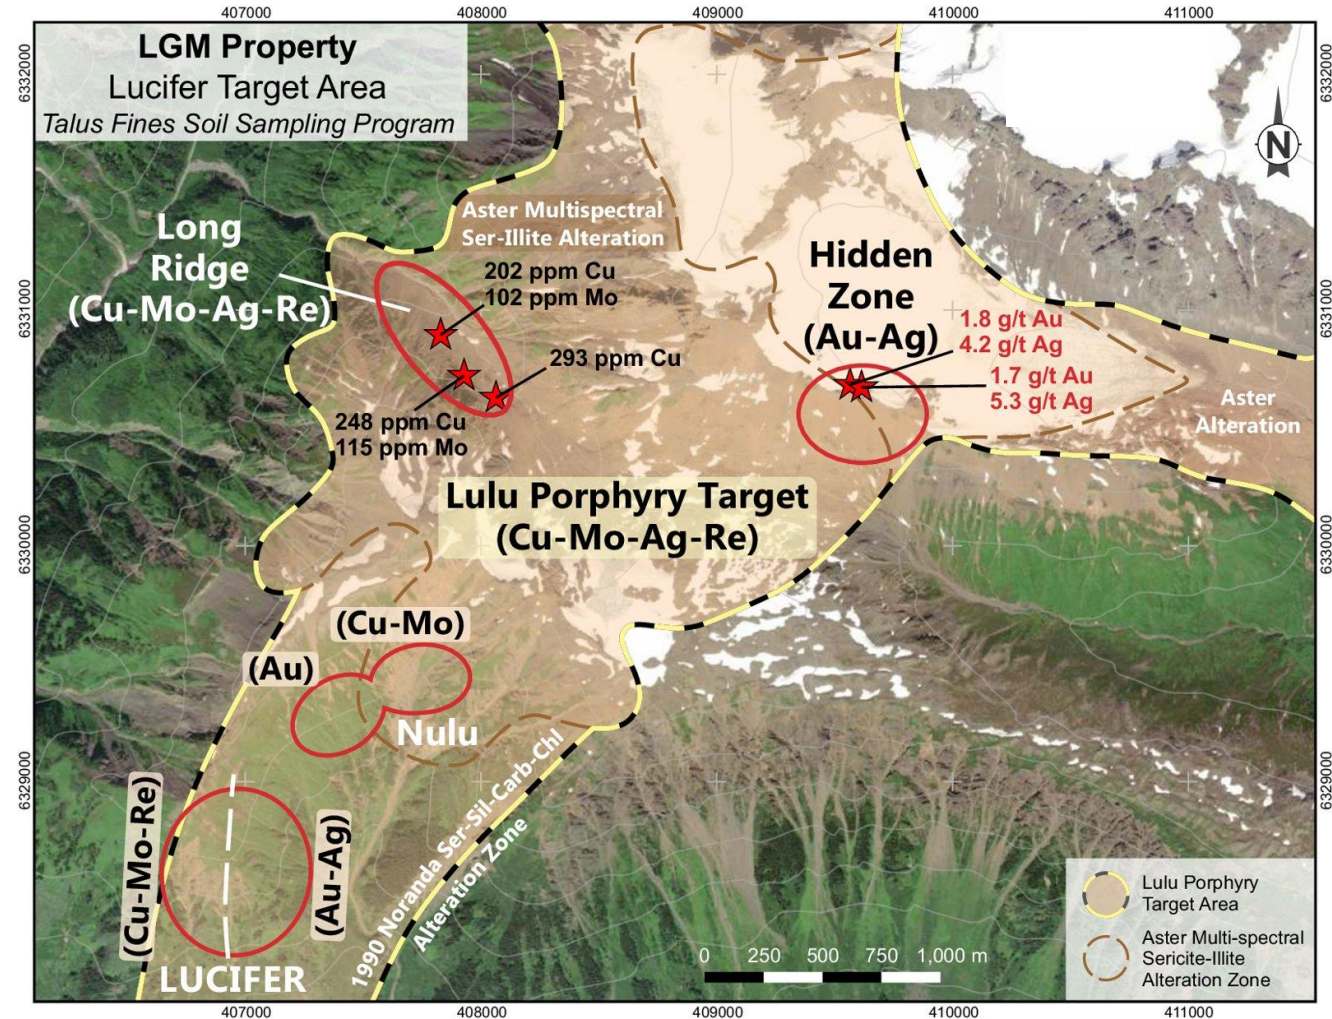 407000
408000
409000
410000
411000
LGM Property
Lucifer Target Area
Talus Fines Soil Sampling Program
6332000
6332000
N
Aster Multispectral
Ser-Illite Alteration
Long
Ridge
(Cu-Mo-Ag-Re)
202 ppm Cu
102 ppm Mo
Hidden
Zone
(Au-Ag)
6331000
6331000
1.8 g/t Au
4.2 g/t Ag
293 ppm Cu
1.7 g/t Au
5.3 g/t Ag
248 ppm Cu
115 ppm Mo
Aster
Alteration
Lulu Porphyry Target
(Cu-Mo-Ag-Re)
6330000
6330000
(Cu-Mo)
(Au)
Nulu
6329000
6329000
(Cu-Mo-Re)
(Au-Ag)
LUCIFER
1990 Noranda Ser-Sil-Carb-Chl
Alteration Zone
Lulu Porphyry
Target Area
Aster Multi-spectral
Sericite-Illite
Alteration Zone
0 250 500 750 1,000 m
407000
408000
409000
410000
411000